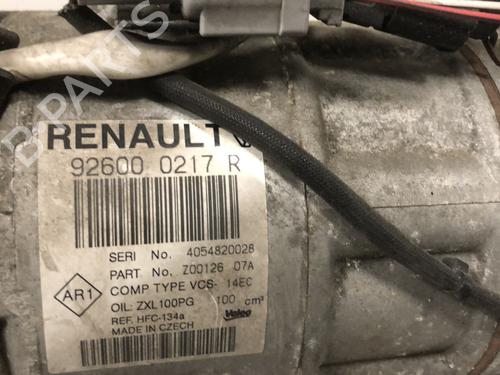 B-PARTS
RENAULT
92600 0217 R
SERI No. 4054820028
PART No. Z00126 07A
COMP TYPE VCS- 14EC
OIL: ZXL100PG 100 cm³
REF. HFC-134a
MADE IN CZECH
Valeo
AR1